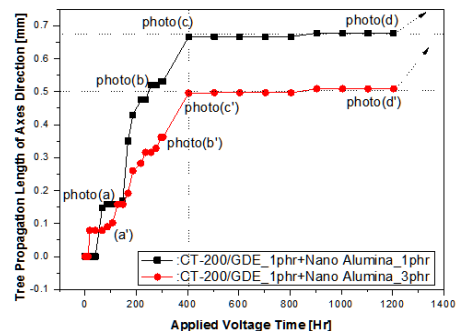 photo(c)
photo(d)
0.7
0.6
photo(b)
0.5
photo(c')
photo(d')
0.4
photo(b')
0.3
photo(a)
0.2
0.1
(a')
0.0
:CT-200/GDE_1phr+Nano Alumina_1phr
:CT-200/GDE_1phr+Nano Alumina_3phr
-0.1
0 200 400 600 800 1000 1200 1400
Tree Propagation Length of Axes Direction [mm]
Applied Voltage Time [Hr]